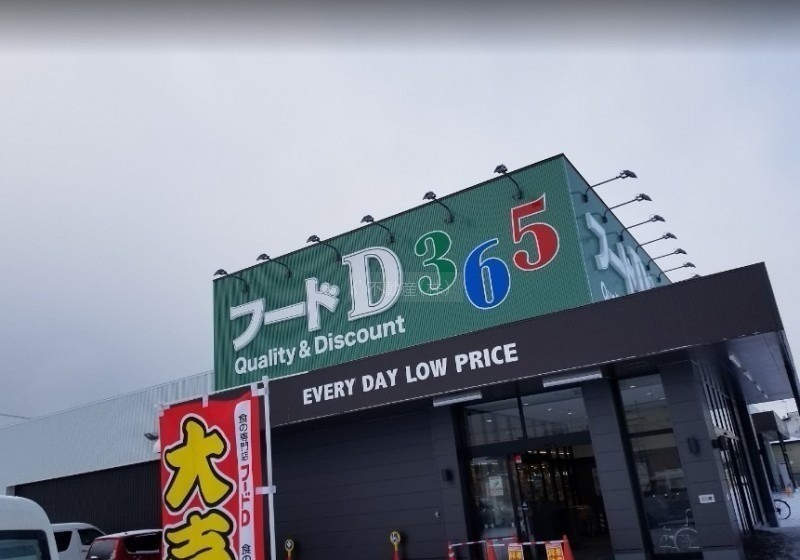 フードD365
Quality & Discount
EVERY DAY LOW PRICE
食の専門店 フードD